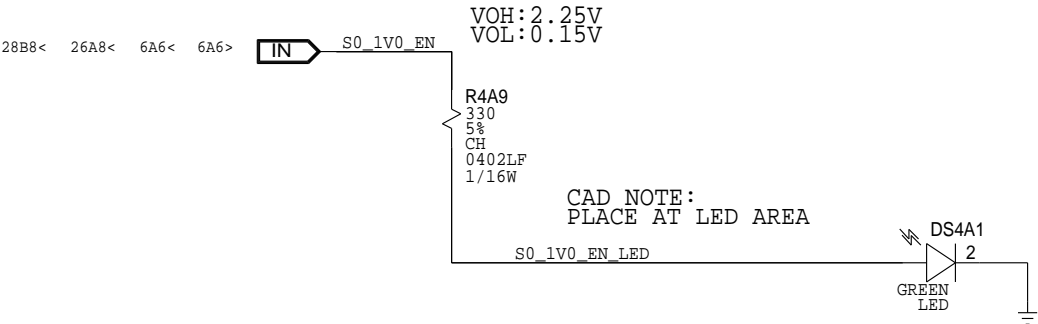 VOH:2.25V
VOL:0.15V
28B8< 26A8< 6A6< 6A6> IN S0_1V0_EN
R4A9
330
5%
CH
0402LF
1/16W
CAD NOTE:
PLACE AT LED AREA
DS4A1
S0_1V0_EN_LED 2
GREEN
LED